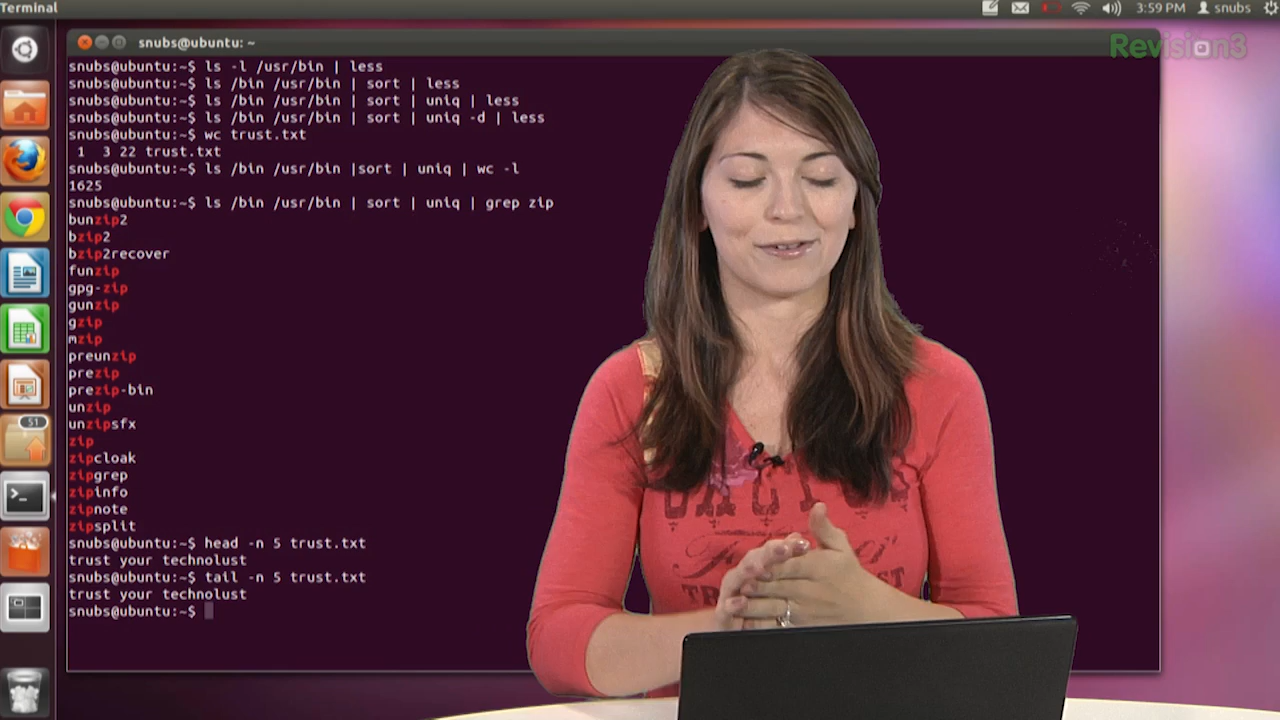 Terminal
3:59 PM snubs
snubs@ubuntu: ~
Revision3
snubs@ubuntu:~$ ls -l /usr/bin | less
snubs@ubuntu:~$ ls /bin /usr/bin | sort | less
snubs@ubuntu:~$ ls /bin /usr/bin | sort | uniq | less
snubs@ubuntu:~$ ls /bin /usr/bin | sort | uniq -d | less
snubs@ubuntu:~$ wc trust.txt
1 3 22 trust.txt
snubs@ubuntu:~$ ls /bin /usr/bin |sort | uniq | wc -l
1625
snubs@ubuntu:~$ ls /bin /usr/bin | sort | uniq | grep zip
bunzip2
bzip2
bzip2recover
funzip
gpg-zip
gunzip
gzip
mzip
preunzip
prezip
prezip-bin
unzip
unzipsfx
zip
zipcloak
zipgrep
zipinfo
zipnote
zipsplit
snubs@ubuntu:~$ head -n 5 trust.txt
trust your technolust
snubs@ubuntu:~$ tail -n 5 trust.txt
trust your technolust
snubs@ubuntu:~$
51
>_